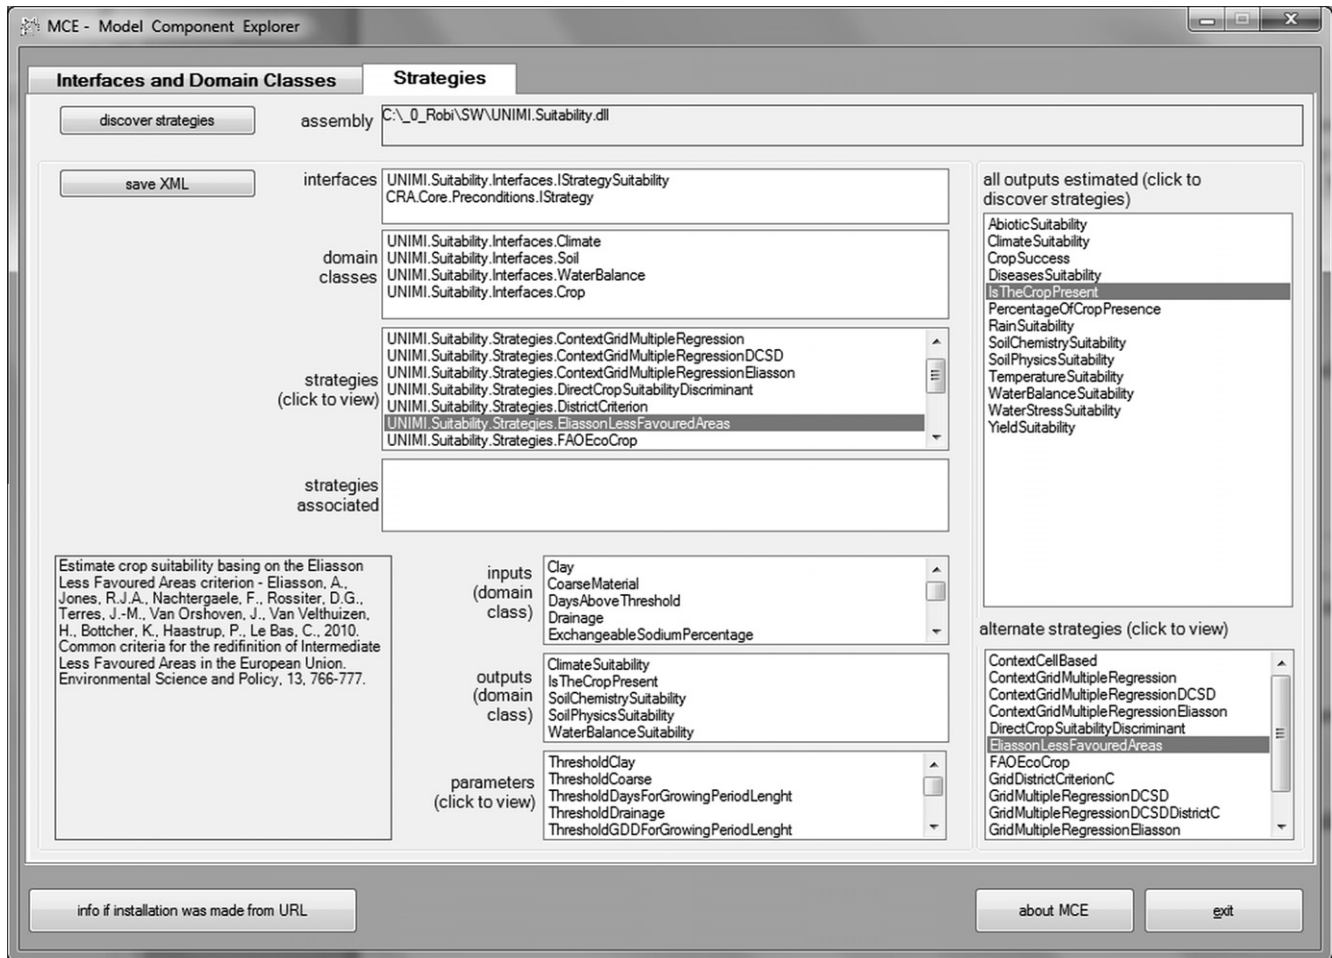 MCE - Model Component Explorer
Interfaces and Domain Classes
Strategies
discover strategies
assembly
C:\_0_Robi\SW\UNIMI.Suitability.dll
save XML
interfaces
UNIMI.Suitability.Interfaces.IStrategySuitability
CRA.Core.Preconditions.IStrategy
domain
classes
UNIMI.Suitability.Interfaces.Climate
UNIMI.Suitability.Interfaces.Soil
UNIMI.Suitability.Interfaces.WaterBalance
UNIMI.Suitability.Interfaces.Crop
strategies
(click to view)
UNIMI.Suitability.Strategies.ContextGridMultipleRegression
UNIMI.Suitability.Strategies.ContextGridMultipleRegressionDCSD
UNIMI.Suitability.Strategies.ContextGridMultipleRegressionEliasson
UNIMI.Suitability.Strategies.DirectCropSuitabilityDiscriminant
UNIMI.Suitability.Strategies.DistrictCriterion
UNIMI.Suitability.Strategies.EliassonLessFavouredAreas
UNIMI.Suitability.Strategies.FAOEcoCrop
strategies
associated
Estimate crop suitability basing on the Eliasson
Less Favoured Areas criterion - Eliasson, A.,
Jones, R.J.A., Nachtergaele, F., Rossiter, D.G.,
Terres, J.-M., Van Orshoven, J., Van Velthuizen,
H., Bottcher, K., Haastrup, P., Le Bas, C., 2010.
Common criteria for the redifinition of Intermediate
Less Favoured Areas in the European Union.
Environmental Science and Policy, 13, 766-777.
inputs
(domain
class)
Clay
CoarseMaterial
DaysAboveThreshold
Drainage
ExchangeableSodiumPercentage
outputs
(domain
class)
ClimateSuitability
IsTheCropPresent
SoilChemistrySuitability
SoilPhysicsSuitability
WaterBalanceSuitability
parameters
(click to view)
ThresholdClay
ThresholdCoarse
ThresholdDaysForGrowingPeriodLenght
ThresholdDrainage
ThresholdGDDForGrowingPeriodLenght
all outputs estimated (click to
discover strategies)
AbioticSuitability
ClimateSuitability
CropSuccess
DiseasesSuitability
IsTheCropPresent
PercentageOfCropPresence
RainSuitability
SoilChemistrySuitability
SoilPhysicsSuitability
TemperatureSuitability
WaterBalanceSuitability
WaterStressSuitability
YieldSuitability
alternate strategies (click to view)
ContextCellBased
ContextGridMultipleRegression
ContextGridMultipleRegressionDCSD
ContextGridMultipleRegressionEliasson
DirectCropSuitabilityDiscriminant
EliassonLessFavouredAreas
FAOEcoCrop
GridDistrictCriterionC
GridMultipleRegressionDCSD
GridMultipleRegressionDCSDDistrictC
GridMultipleRegressionEliasson
info if installation was made from URL
about MCE
exit